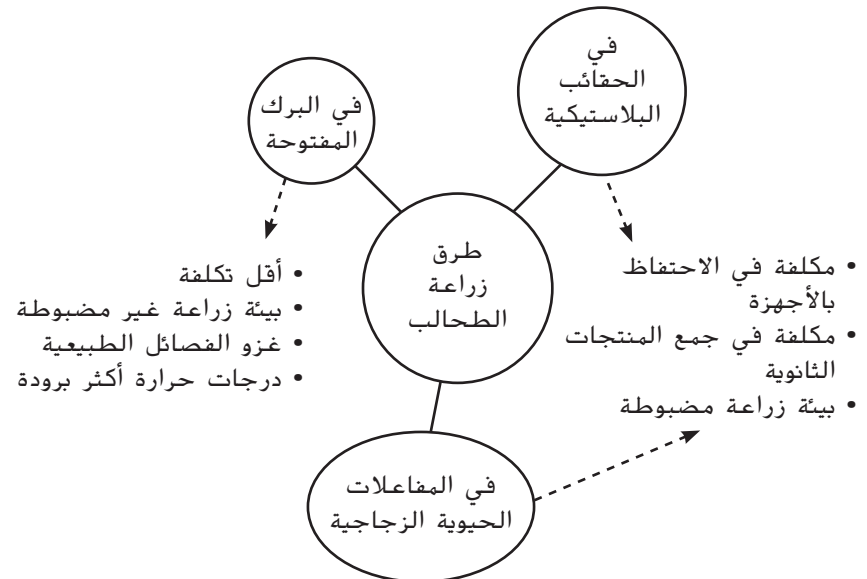 في
الحقائب
البلاستيكية
في البرك
المفتوحة
طرق
زراعة
الطحالب
• مكلفة في الاحتفاظ
بالأجهزة
• مكلفة في جمع المنتجات
الثانوية
• بيئة زراعة مضبوطة
• أقل تكلفة
• بيئة زراعة غير مضبوطة
• غزو الفصائل الطبيعية
• درجات حرارة أكثر برودة
في المفاعلات
الحيوية الزجاجية